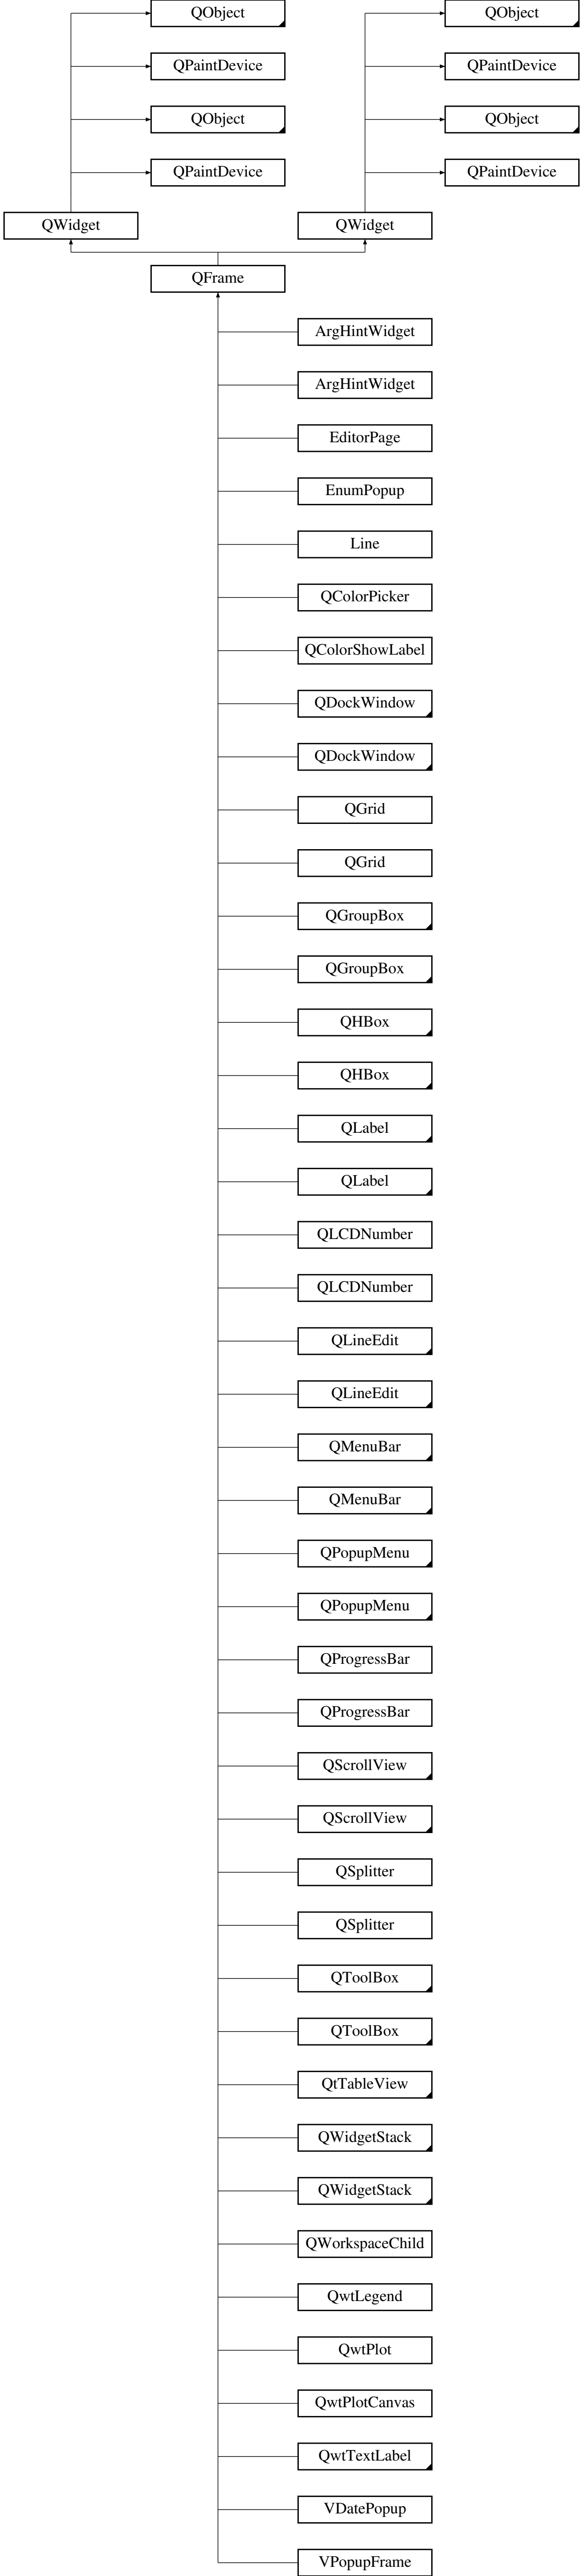 QObject QObject
QPaintDevice QPaintDevice
QObject QObject
QPaintDevice QPaintDevice
QWidget QWidget
QFrame
ArgHintWidget
ArgHintWidget
EditorPage
EnumPopup
Line
QColorPicker
QColorShowLabel
QDockWindow
QDockWindow
QGrid
QGrid
QGroupBox
QGroupBox
QHBox
QHBox
QLabel
QLabel
QLCDNumber
QLCDNumber
QLineEdit
QLineEdit
QMenuBar
QMenuBar
QPopupMenu
QPopupMenu
QProgressBar
QProgressBar
QScrollView
QScrollView
QSplitter
QSplitter
QToolBox
QToolBox
QtTableView
QWidgetStack
QWidgetStack
QWorkspaceChild
QwtLegend
QwtPlot
QwtPlotCanvas
QwtTextLabel
VDatePopup
VPopupFrame